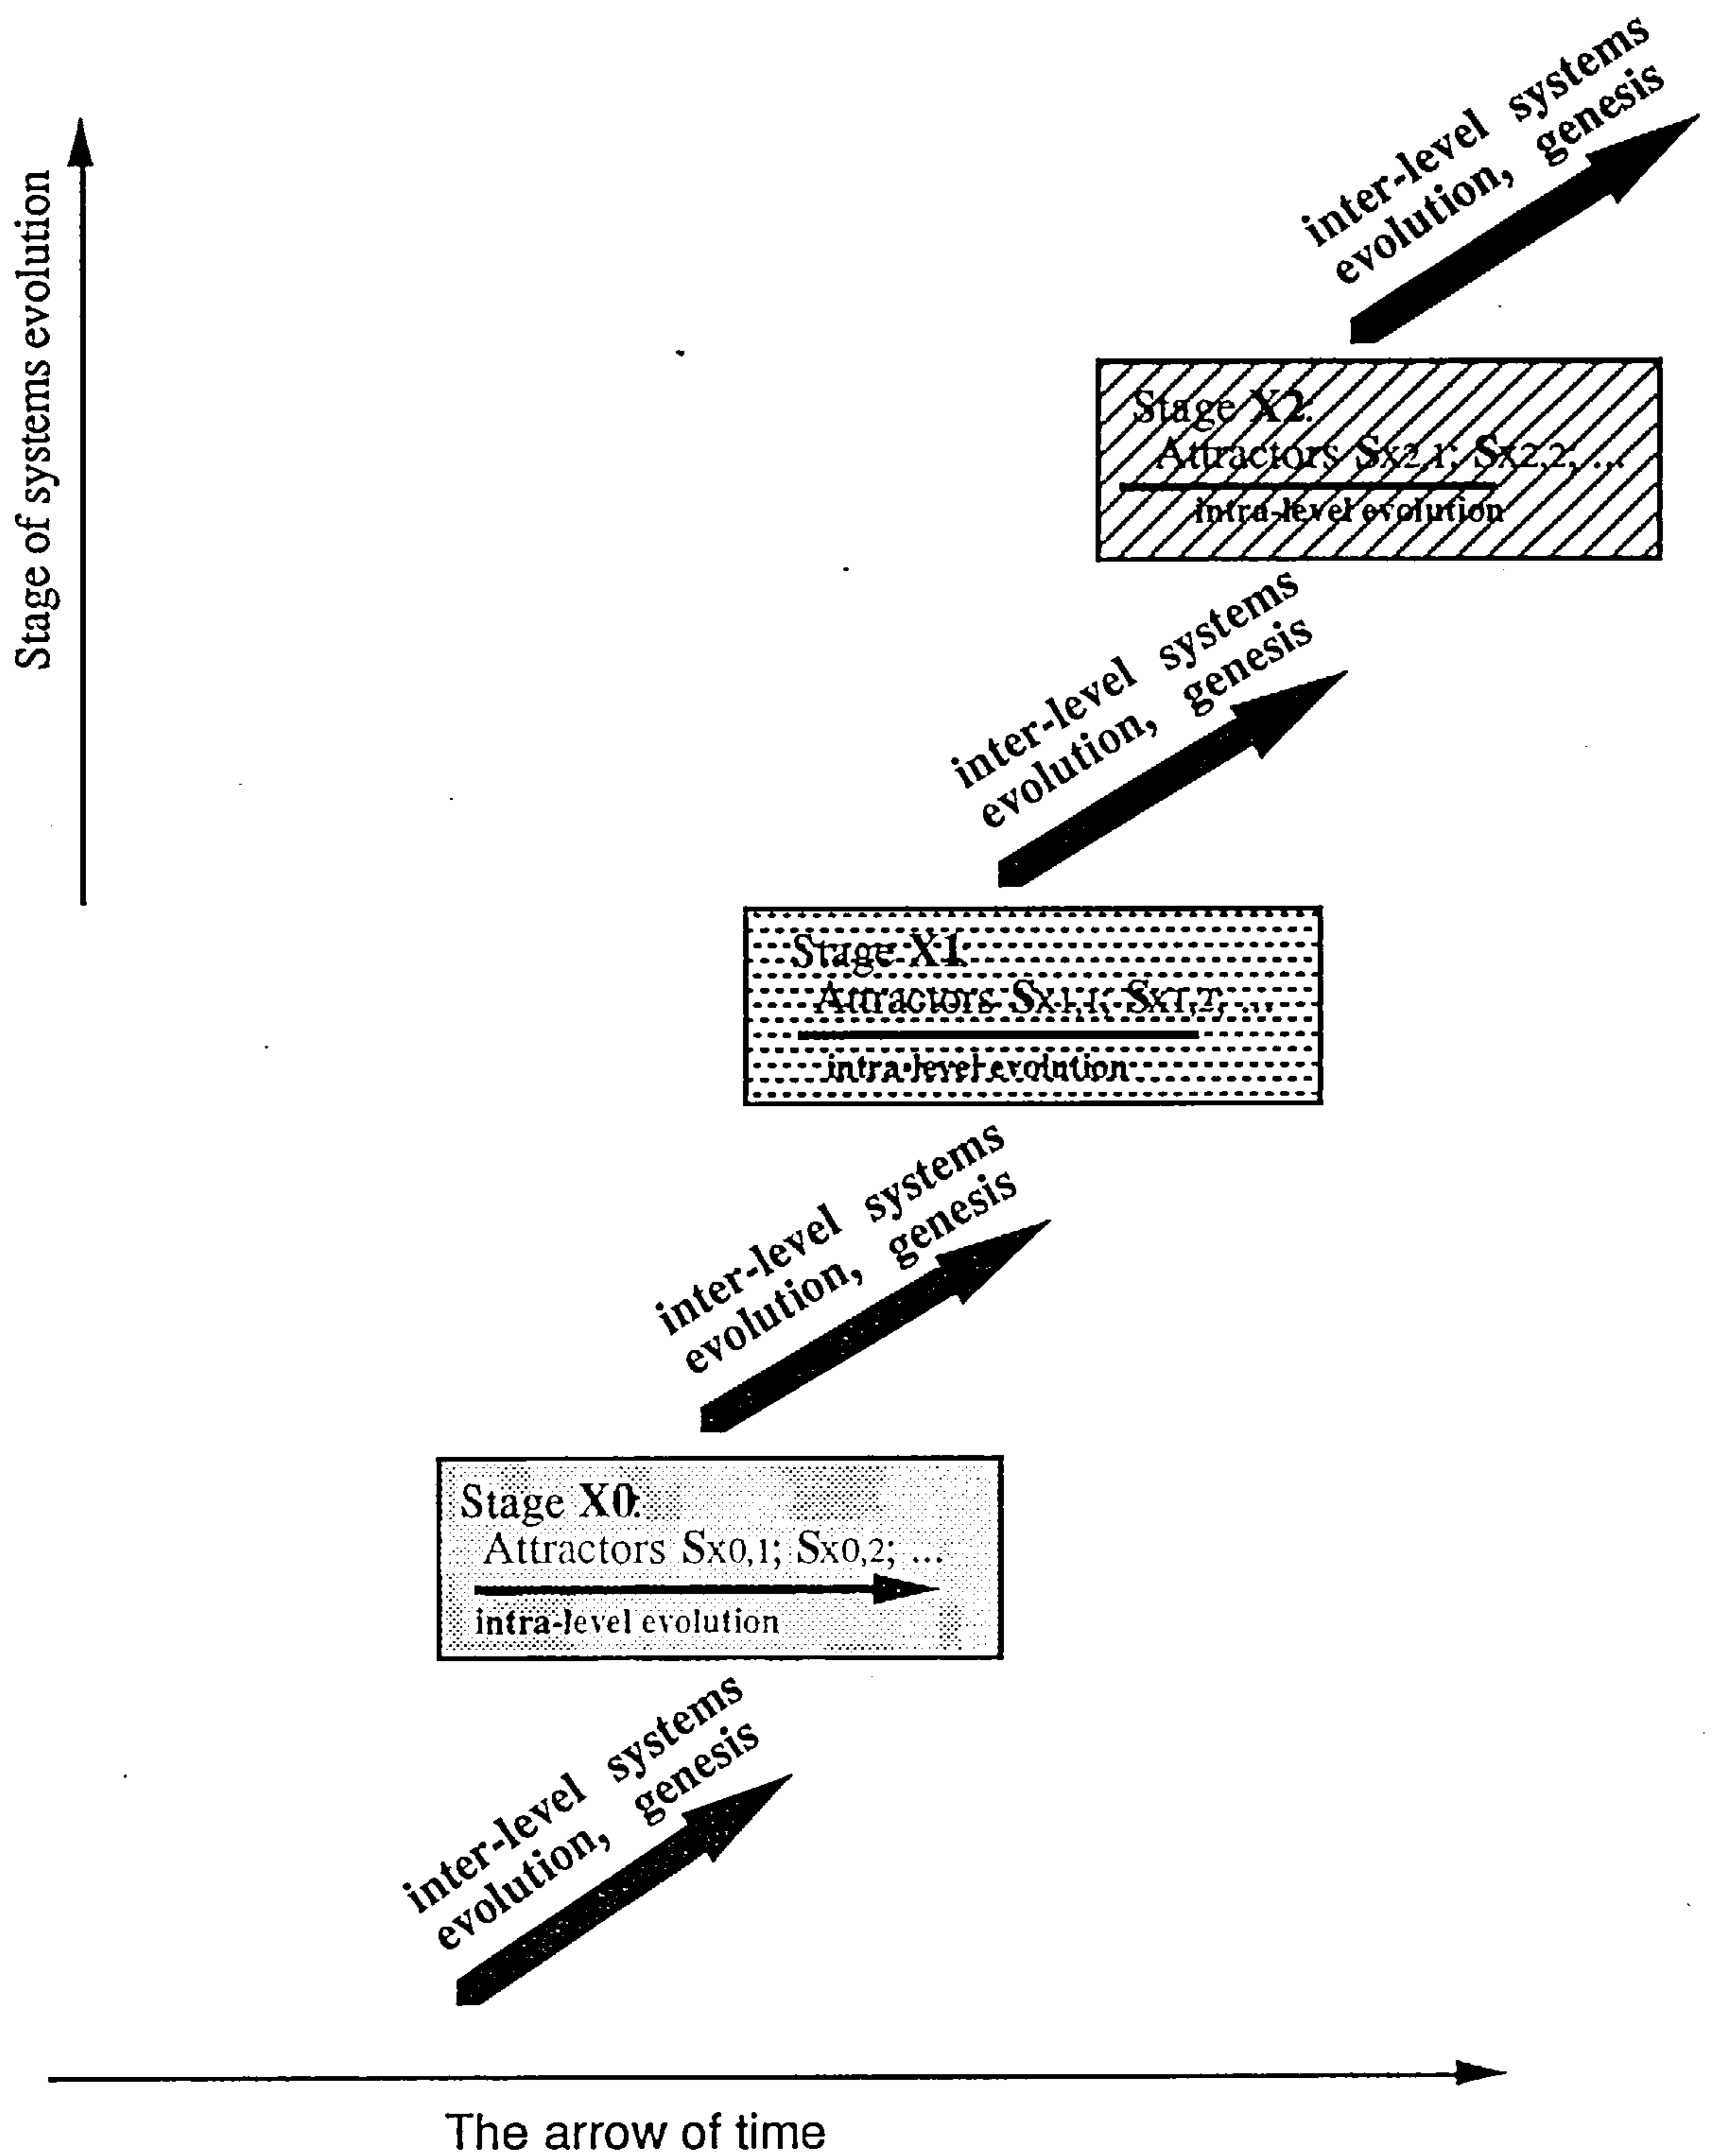 Stage of systems evolution
inter-level systems
evolution, genesis
Stage X2:
Attractors Sx2,1; Sx2,2; ...
intra-level evolution
inter-level systems
evolution, genesis
Stage X1:
Attractors Sx1,1; Sx1,2; ...
intra-level evolution
inter-level systems
evolution, genesis
Stage X0:
Attractors Sx0,1; Sx0,2; ...
intra-level evolution
inter-level systems
evolution, genesis
The arrow of time